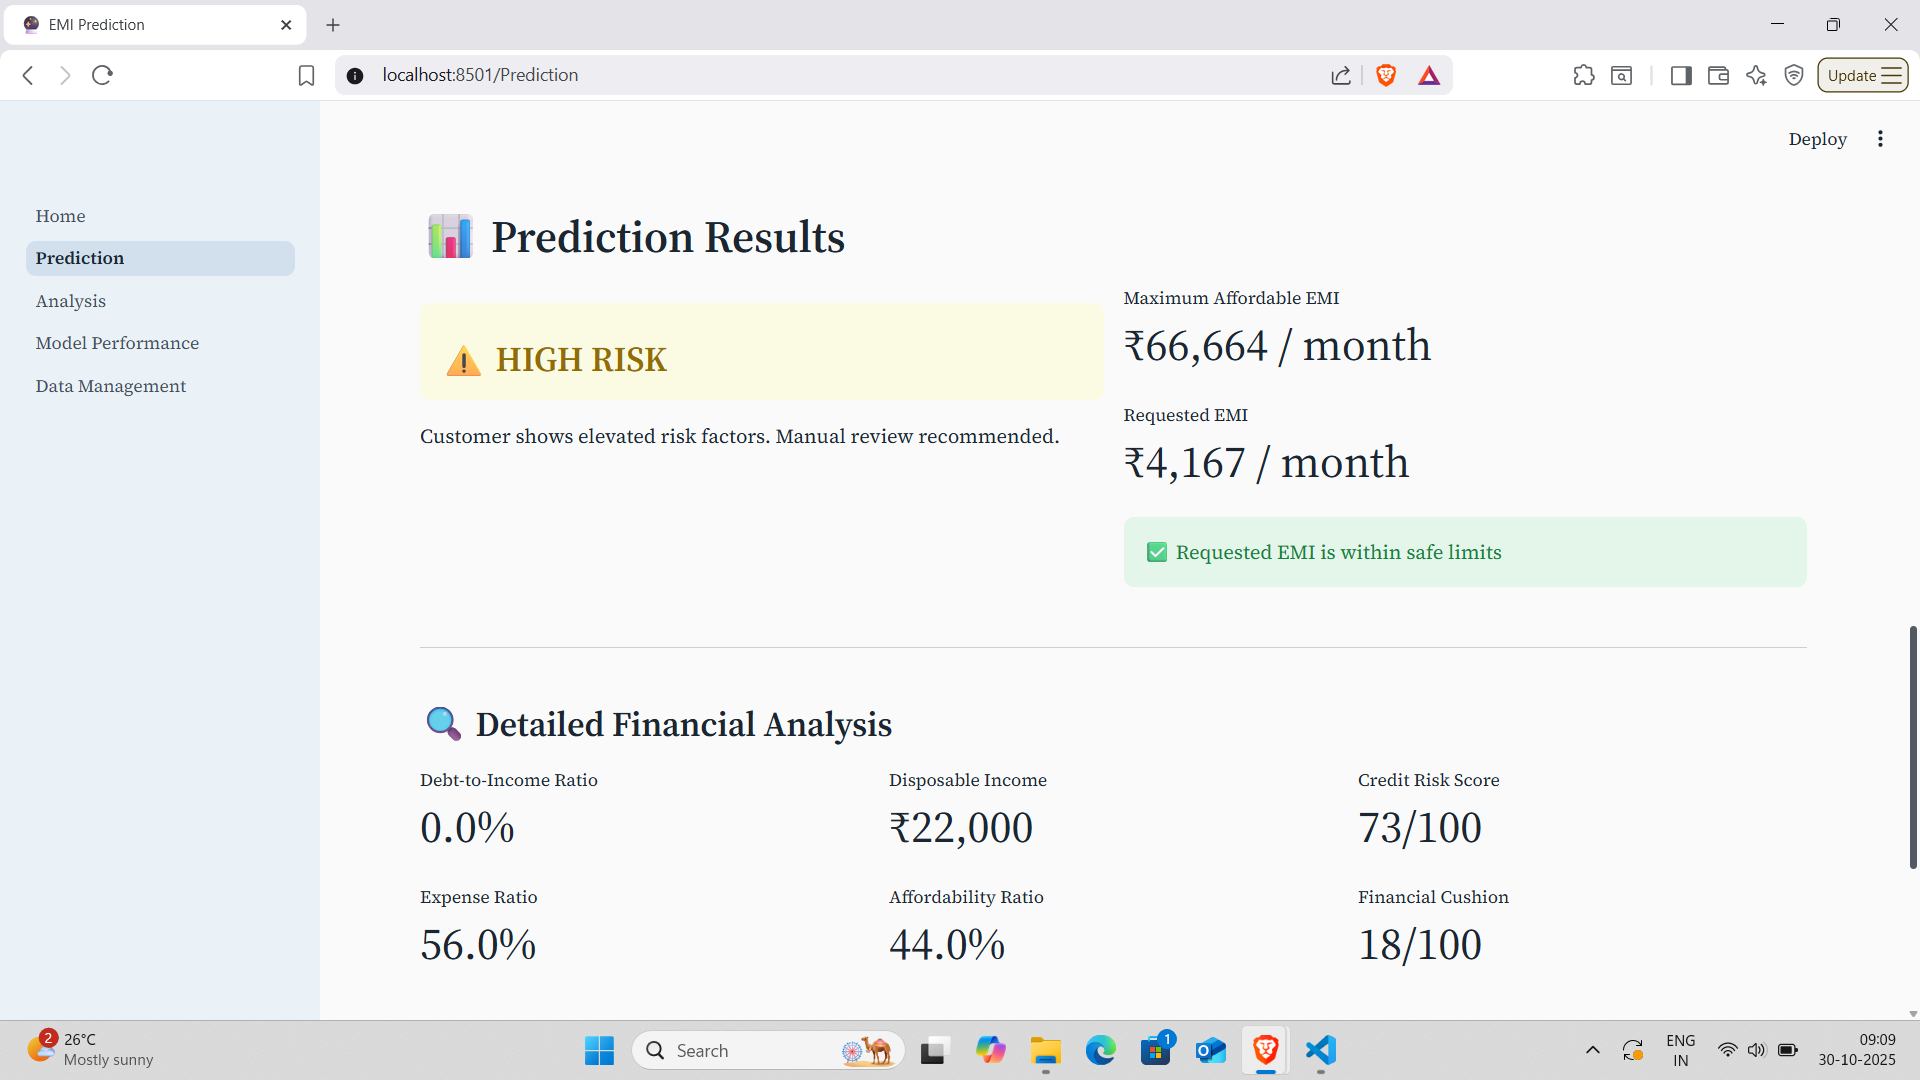 EMI Prediction
localhost:8501/Prediction
Update
Deploy
Home
Prediction
Analysis
Model Performance
Data Management
Prediction Results
HIGH RISK
Customer shows elevated risk factors. Manual review recommended.
Maximum Affordable EMI
₹66,664 / month
Requested EMI
₹4,167 / month
Requested EMI is within safe limits
Detailed Financial Analysis
Debt-to-Income Ratio
0.0%
Disposable Income
₹22,000
Credit Risk Score
73/100
Expense Ratio
56.0%
Affordability Ratio
44.0%
Financial Cushion
18/100
2
26°C
Mostly sunny
Search
1
ENG
IN
09:09
30-10-2025